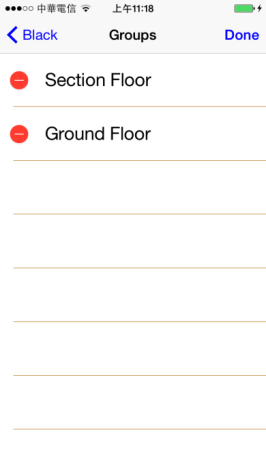 中華電信 上午11:18
Black Groups Done
Section Floor
Ground Floor